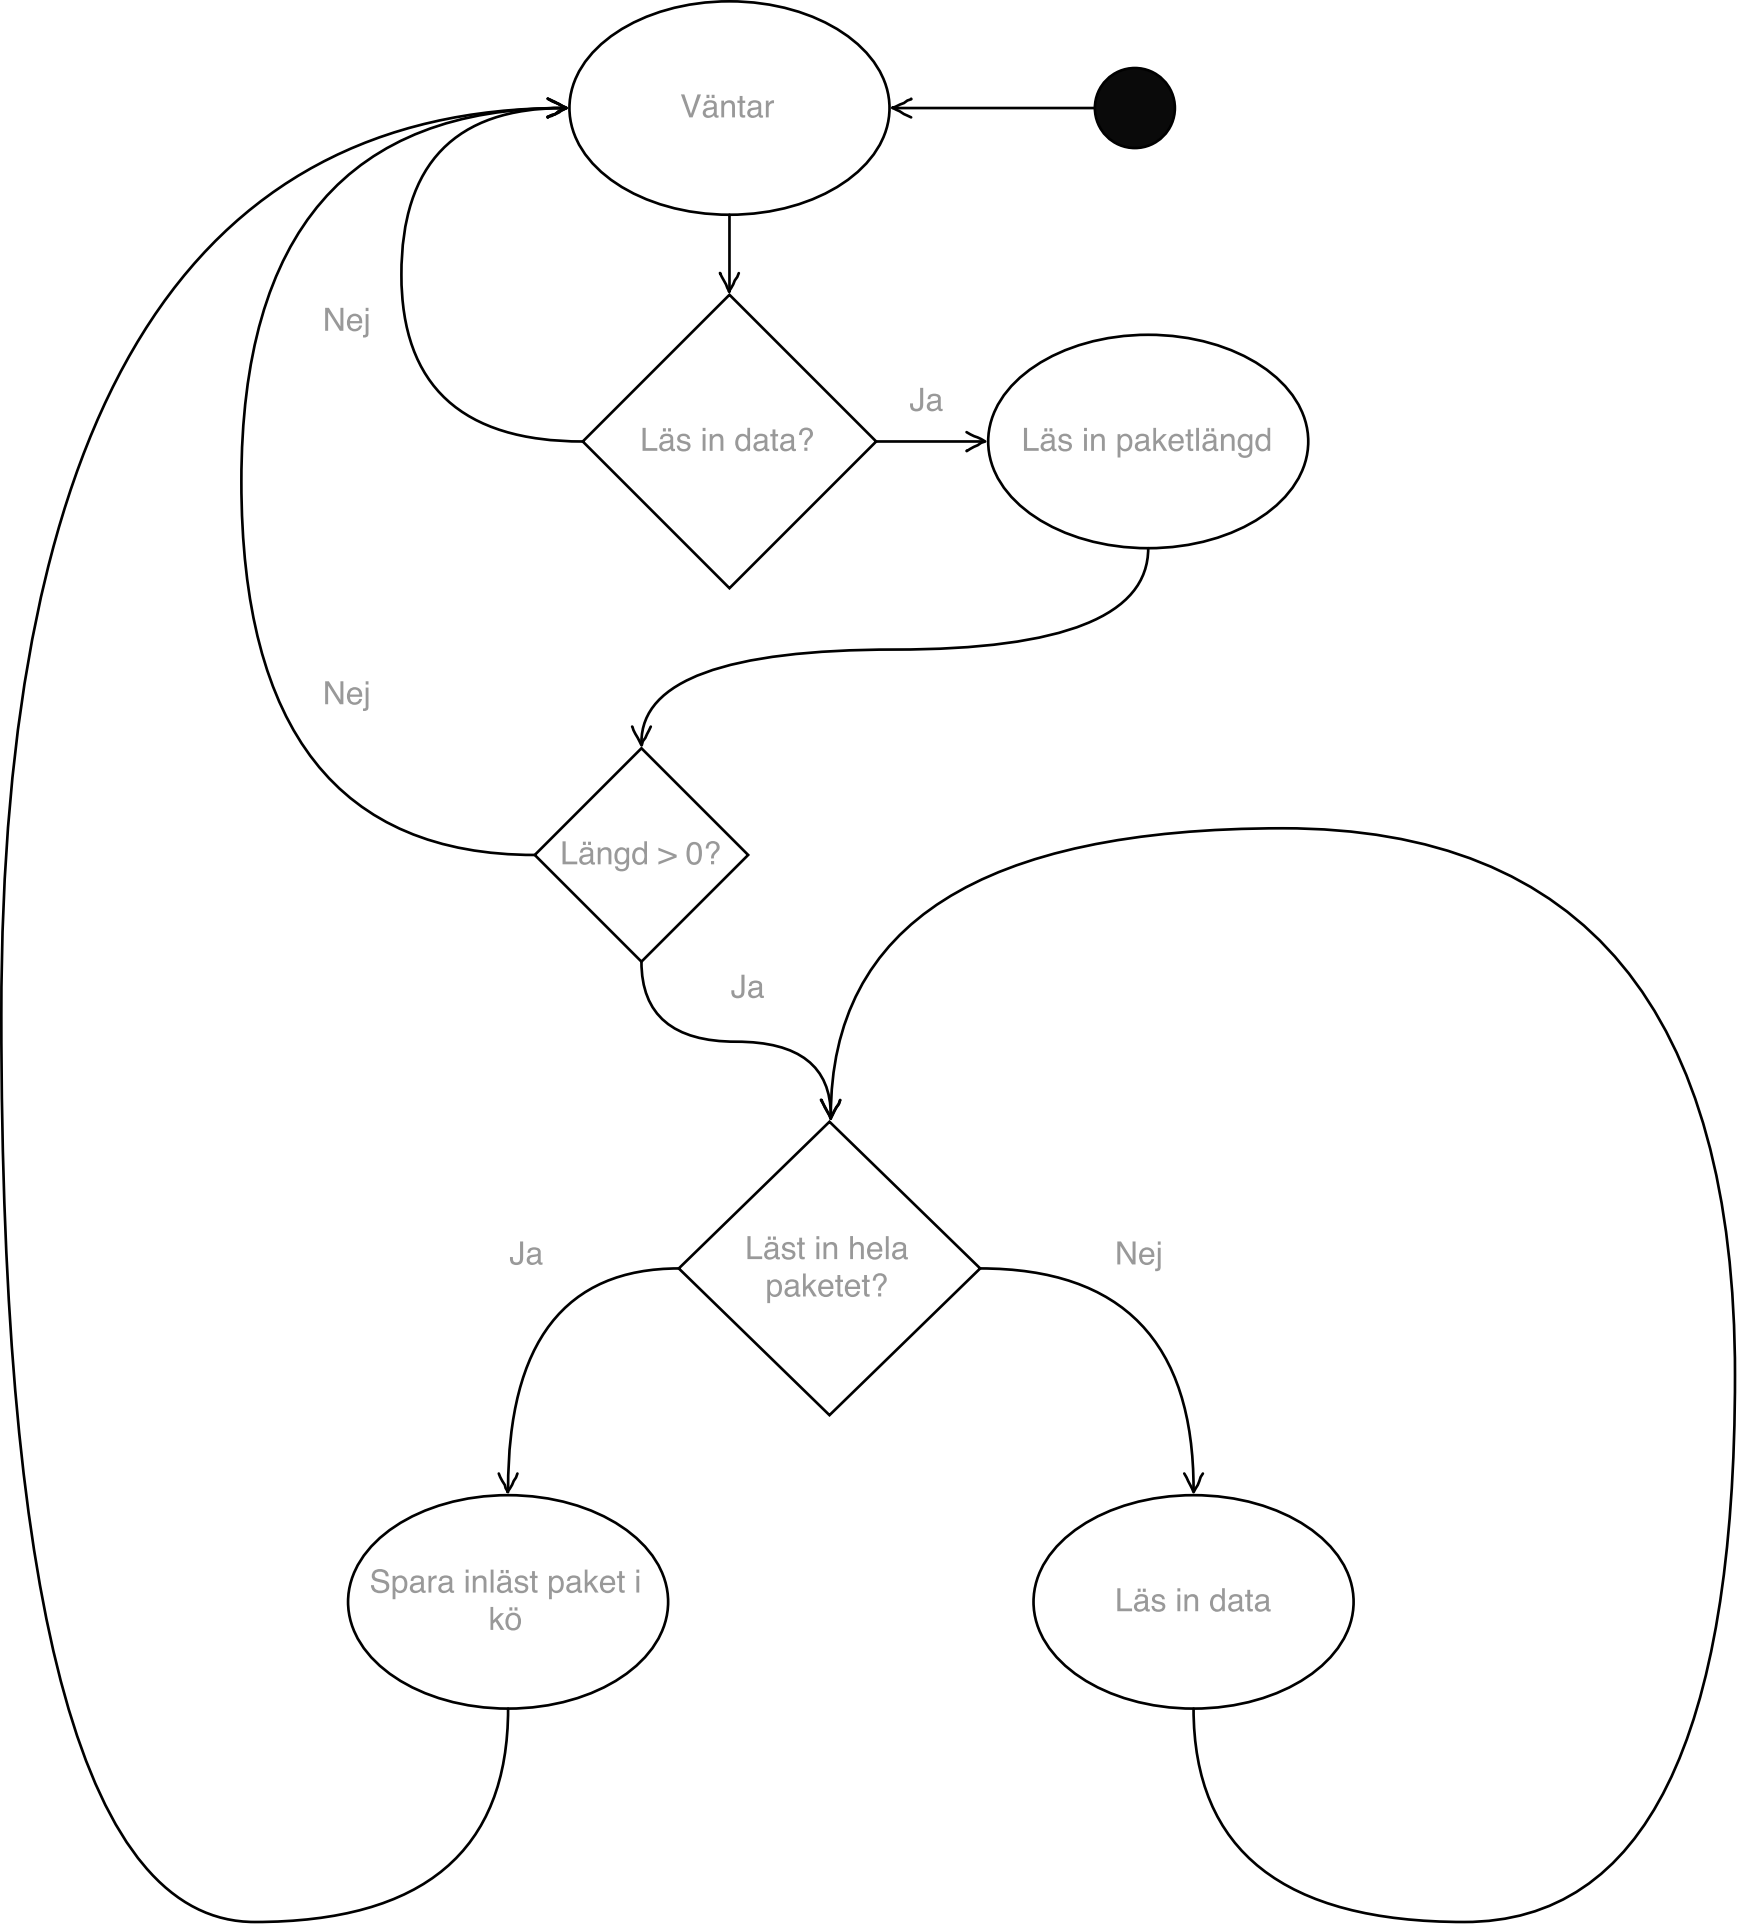 Väntar
Nej
Ja
Läs in data?
Läs in paketlängd
Nej
Längd > 0?
Ja
Ja
Läst in hela
paketet?
Nej
Spara inläst paket i
kö
Läs in data